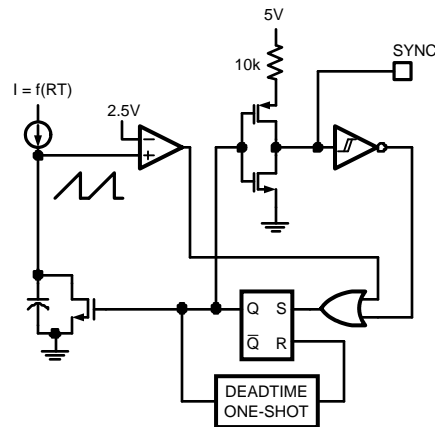 5V
SYNC
10k
I = f(RT)
2.5V
Q S
Q̅ R
DEADTIME
ONE-SHOT